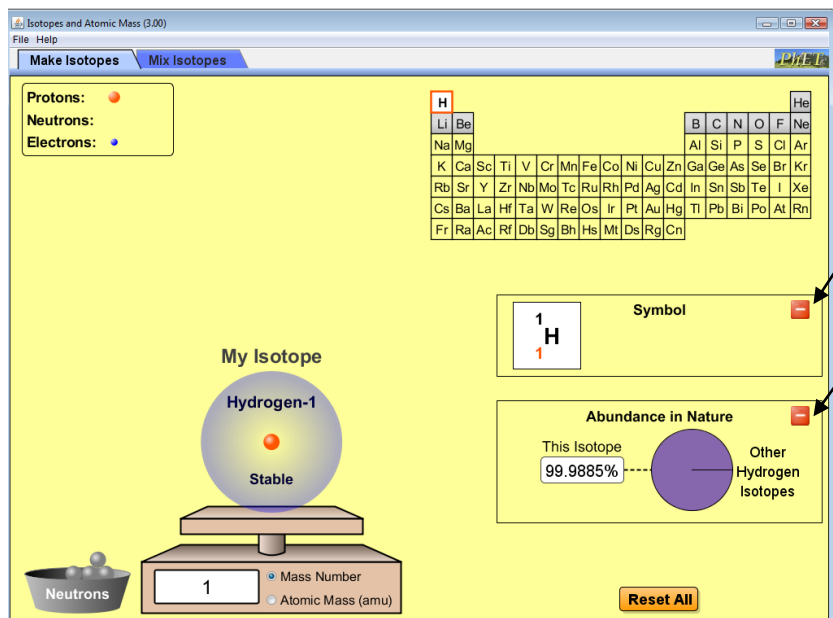 Isotopes and Atomic Mass (3.00)
File Help
Make Isotopes Mix Isotopes PhET
Protons:
Neutrons:
Electrons:
H He
Li Be B C N O F Ne
Na Mg Al Si P S Cl Ar
K Ca Sc Ti V Cr Mn Fe Co Ni Cu Zn Ga Ge As Se Br Kr
Rb Sr Y Zr Nb Mo Tc Ru Rh Pd Ag Cd In Sn Sb Te I Xe
Cs Ba La Hf Ta W Re Os Ir Pt Au Hg Tl Pb Bi Po At Rn
Fr Ra Ac Rf Db Sg Bh Hs Mt Ds Rg Cn
Symbol
1
H
1
My Isotope
Hydrogen-1
Stable
Abundance in Nature
This Isotope
99.9885%
Other
Hydrogen
Isotopes
Neutrons
1
Mass Number
Atomic Mass (amu)
Reset All